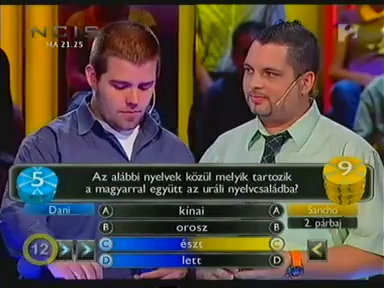 NCIS
MA 21.25
2
5
Az alábbi nyelvek közül melyik tartozik
a magyarral együtt az uráli nyelvcsaládba?
9
Dani
A kínai A
Sancho
B orosz B
2. párbaj
12
C észt C
D lett D